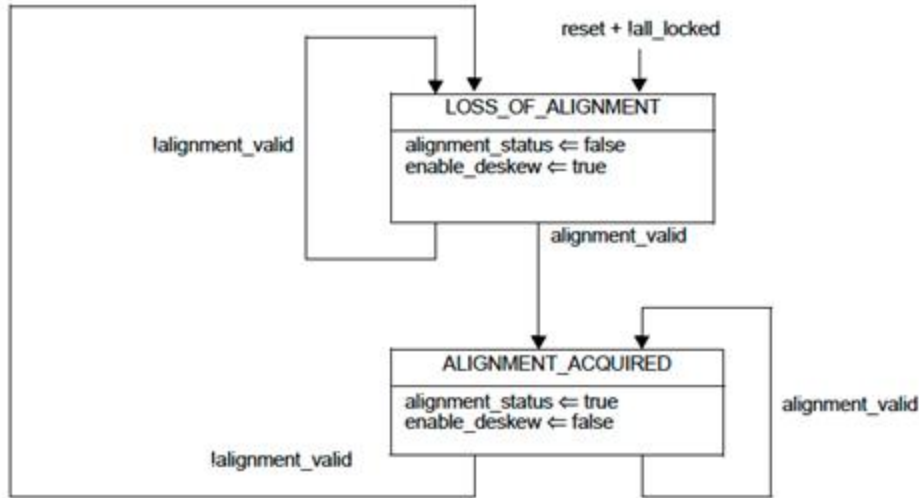 reset + !all_locked
LOSS_OF_ALIGNMENT
!alignment_valid
alignment_status ⇐ false
enable_deskew ⇐ true
alignment_valid
ALIGNMENT_ACQUIRED
alignment_status ⇐ true
enable_deskew ⇐ false
alignment_valid
!alignment_valid